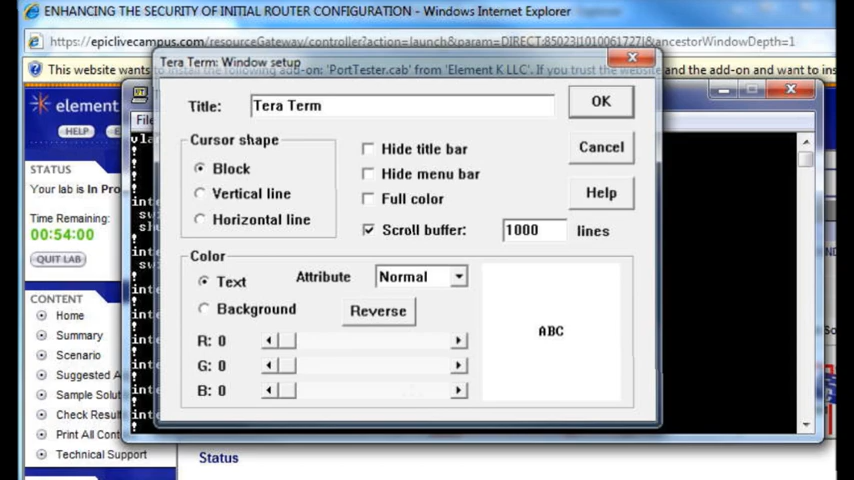 ENHANCING THE SECURITY OF INITIAL ROUTER CONFIGURATION - Windows Internet Explorer
https://epiclivecampus.com/resourceGateway/controller?action=launch&param=DIRECT:85023|1010061727|&ancestorWindowDepth=1
This website wants to install the following add-on: 'PortTester.cab' from 'Element K LLC'. If you trust the website and the add-on and want to ins
Tera Term: Window setup
element
HELP
STATUS
Your lab is In Pro
Time Remaining:
00:54:00
QUIT LAB
CONTENT
Home
Summary
Scenario
Suggested A
Sample Solut
Check Result
Print All Cont
Technical Support
Title:
Tera Term
OK
Cursor shape
Block
Vertical line
Horizontal line
Hide title bar
Hide menu bar
Full color
Scroll buffer:
1000
lines
Cancel
Help
Color
Text
Background
Attribute
Normal
Reverse
R: 0
G: 0
B: 0
ABC
Status